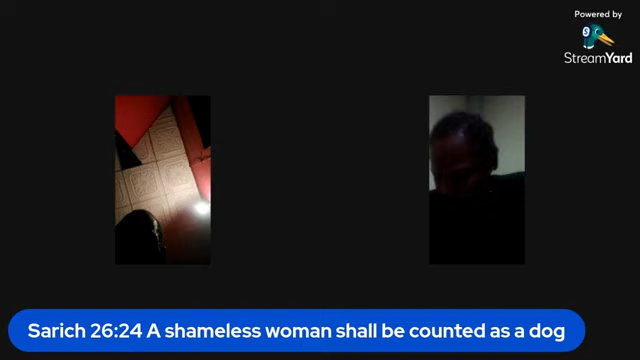 Powered by
StreamYard
Sarich 26:24 A shameless woman shall be counted as a dog